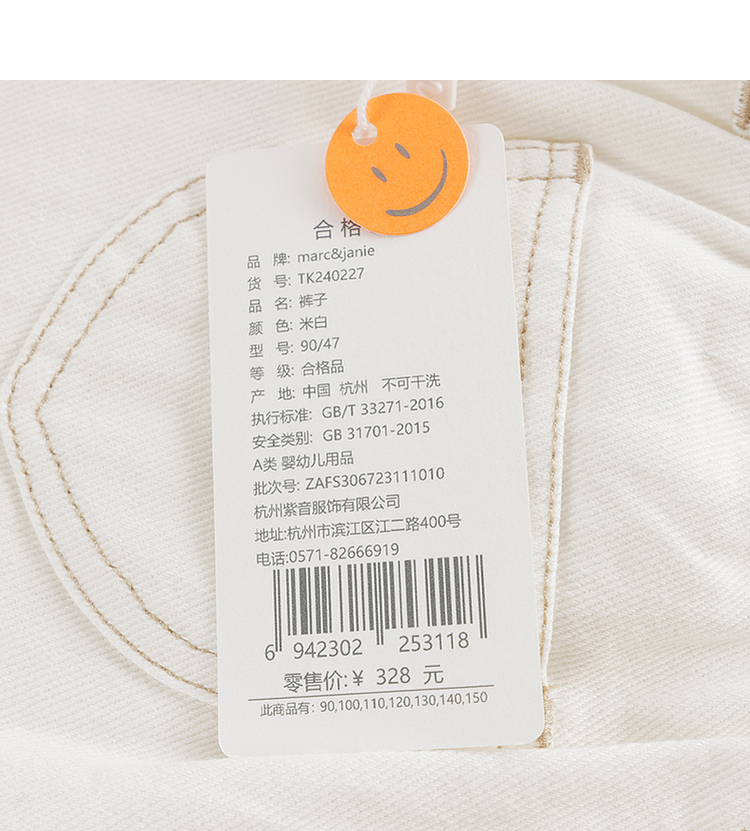 合格
品 牌: marc&janie
货 号: TK240227
品 名: 裤子
颜 色: 米白
型 号: 90/47
等 级: 合格品
产 地: 中国 杭州 不可干洗
执行标准: GB/T 33271-2016
安全类别: GB 31701-2015
A类 婴幼儿用品
批次号: ZAFS306723111010
杭州紫音服饰有限公司
地址:杭州市滨江区江二路400号
电话:0571-82666919
6 942302 253118
零售价:¥ 328 元
此商品有: 90,100,110,120,130,140,150